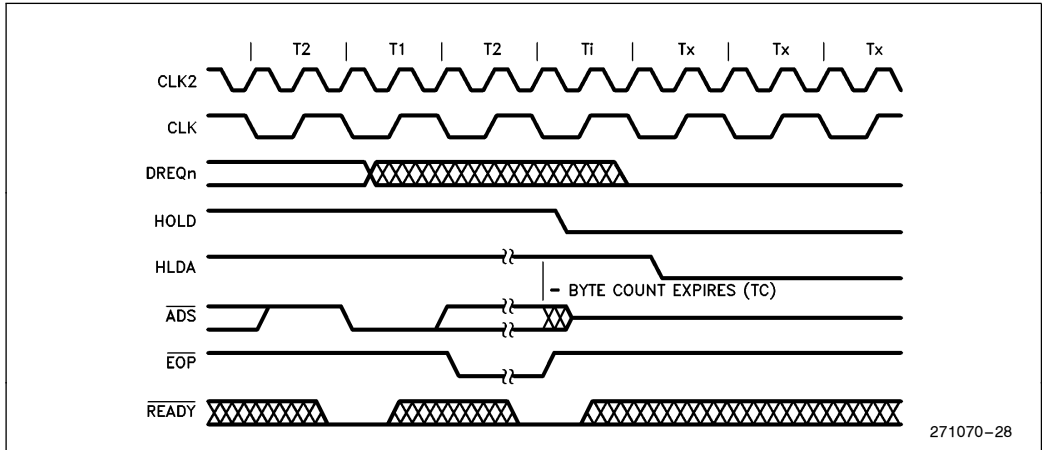 T2 T1 T2 Ti Tx Tx Tx
CLK2
CLK
DREQn
HOLD
HLDA
- BYTE COUNT EXPIRES (TC)
ADS
EOP
READY
271070-28